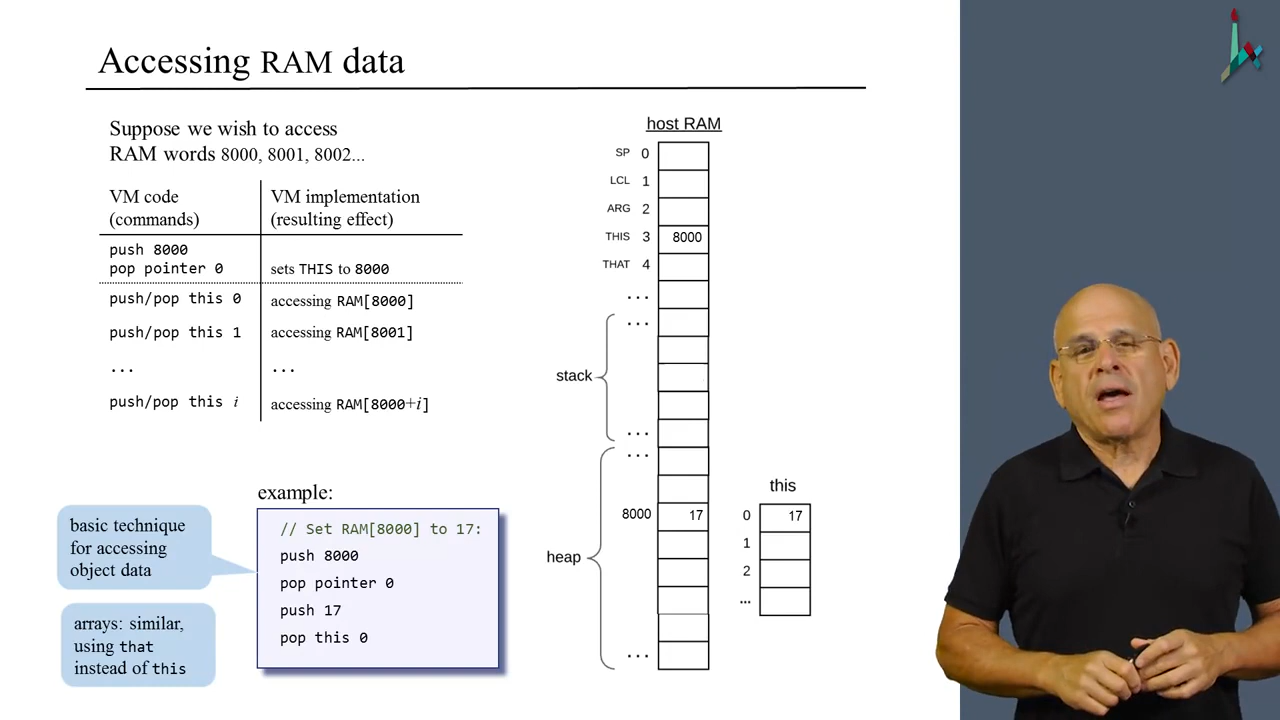 Accessing RAM data
Suppose we wish to access
RAM words 8000, 8001, 8002...
VM code
(commands)
VM implementation
(resulting effect)
push 8000
pop pointer 0
sets THIS to 8000
push/pop this 0
accessing RAM[8000]
push/pop this 1
accessing RAM[8001]
...
...
push/pop this i
accessing RAM[8000+i]
example:
// Set RAM[8000] to 17:
push 8000
pop pointer 0
push 17
pop this 0
basic technique
for accessing
object data
arrays: similar,
using that
instead of this
host RAM
SP 0
LCL 1
ARG 2
THIS 3 8000
THAT 4
...
...
stack
...
...
8000 17
heap
...
this
0 17
1
2
...